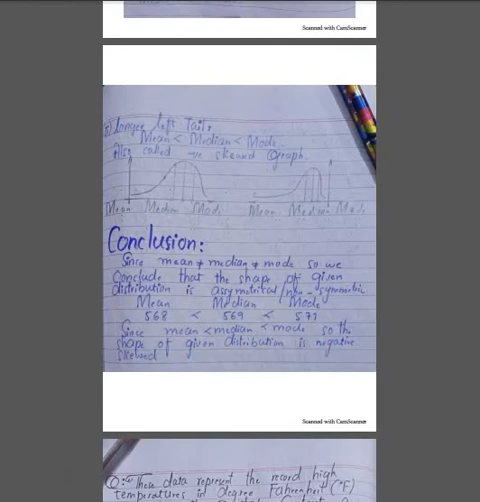 Scanned with CamScanner
Longer left Tail:
Mean < Median < Mode.
Also called -ve skewed graph.
Mean Median Mode Mean Median Mode
Conclusion:
Since mean ≠ median ≠ mode so we
conclude that the shape of given
distribution is asymetrical / non-symmetric
Mean Median Mode
568 < 569 < 571
Since mean < median < mode so the
shape of given distribution is negative
skewed
Scanned with CamScanner
Q: These data represent the record high
temperatures in degree Fahrenheit (°F)